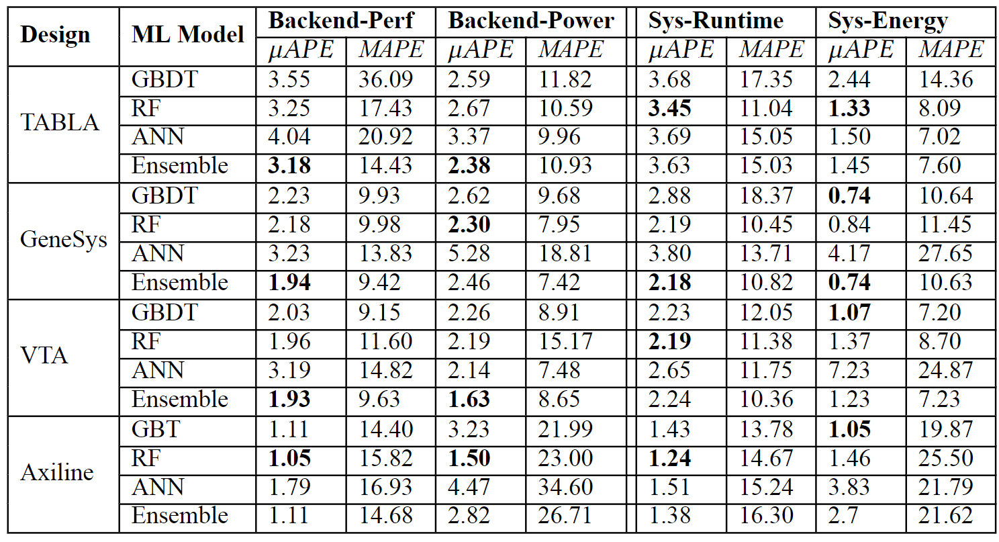 Design ML Model Backend-Perf Backend-Power Sys-Runtime Sys-Energy
μAPE MAPE μAPE MAPE μAPE MAPE μAPE MAPE
TABLA
GBDT 3.55 36.09 2.59 11.82 3.68 17.35 2.44 14.36
RF 3.25 17.43 2.67 10.59 3.45 11.04 1.33 8.09
ANN 4.04 20.92 3.37 9.96 3.69 15.05 1.50 7.02
Ensemble 3.18 14.43 2.38 10.93 3.63 15.03 1.45 7.60
GeneSys
GBDT 2.23 9.93 2.62 9.68 2.88 18.37 0.74 10.64
RF 2.18 9.98 2.30 7.95 2.19 10.45 0.84 11.45
ANN 3.23 13.83 5.28 18.81 3.80 13.71 4.17 27.65
Ensemble 1.94 9.42 2.46 7.42 2.18 10.82 0.74 10.63
VTA
GBDT 2.03 9.15 2.26 8.91 2.23 12.05 1.07 7.20
RF 1.96 11.60 2.19 15.17 2.19 11.38 1.37 8.70
ANN 3.19 14.82 2.14 7.48 2.65 11.75 7.23 24.87
Ensemble 1.93 9.63 1.63 8.65 2.24 10.36 1.23 7.23
Axiline
GBT 1.11 14.40 3.23 21.99 1.43 13.78 1.05 19.87
RF 1.05 15.82 1.50 23.00 1.24 14.67 1.46 25.50
ANN 1.79 16.93 4.47 34.60 1.51 15.24 3.83 21.79
Ensemble 1.11 14.68 2.82 26.71 1.38 16.30 2.7 21.62